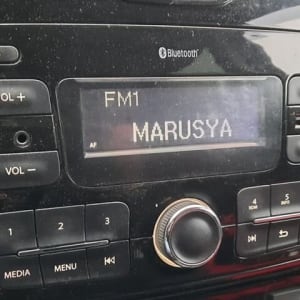 Bluetooth
VOL +
FM1
AF
MARUSYA
VOL −
1
2
3
4
5
MEDIA
MENU